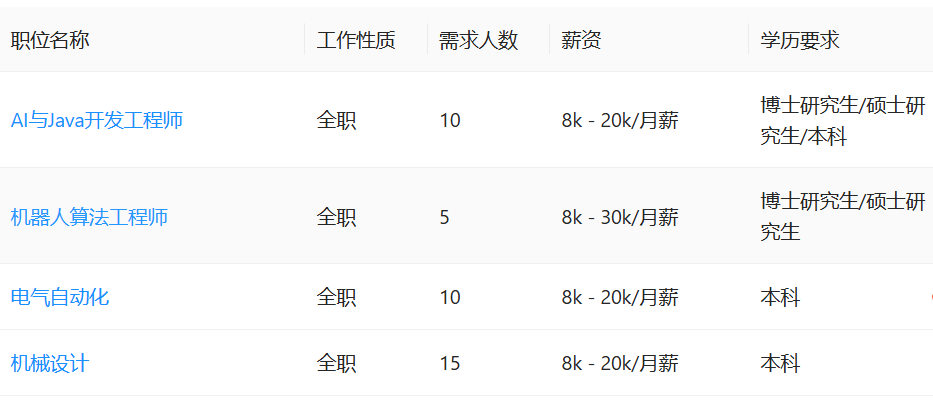 职位名称 工作性质 需求人数 薪资 学历要求
AI与Java开发工程师 全职 10 8k - 20k/月薪 博士研究生/硕士研
究生/本科
机器人算法工程师 全职 5 8k - 30k/月薪 博士研究生/硕士研
究生
电气自动化 全职 10 8k - 20k/月薪 本科
机械设计 全职 15 8k - 20k/月薪 本科